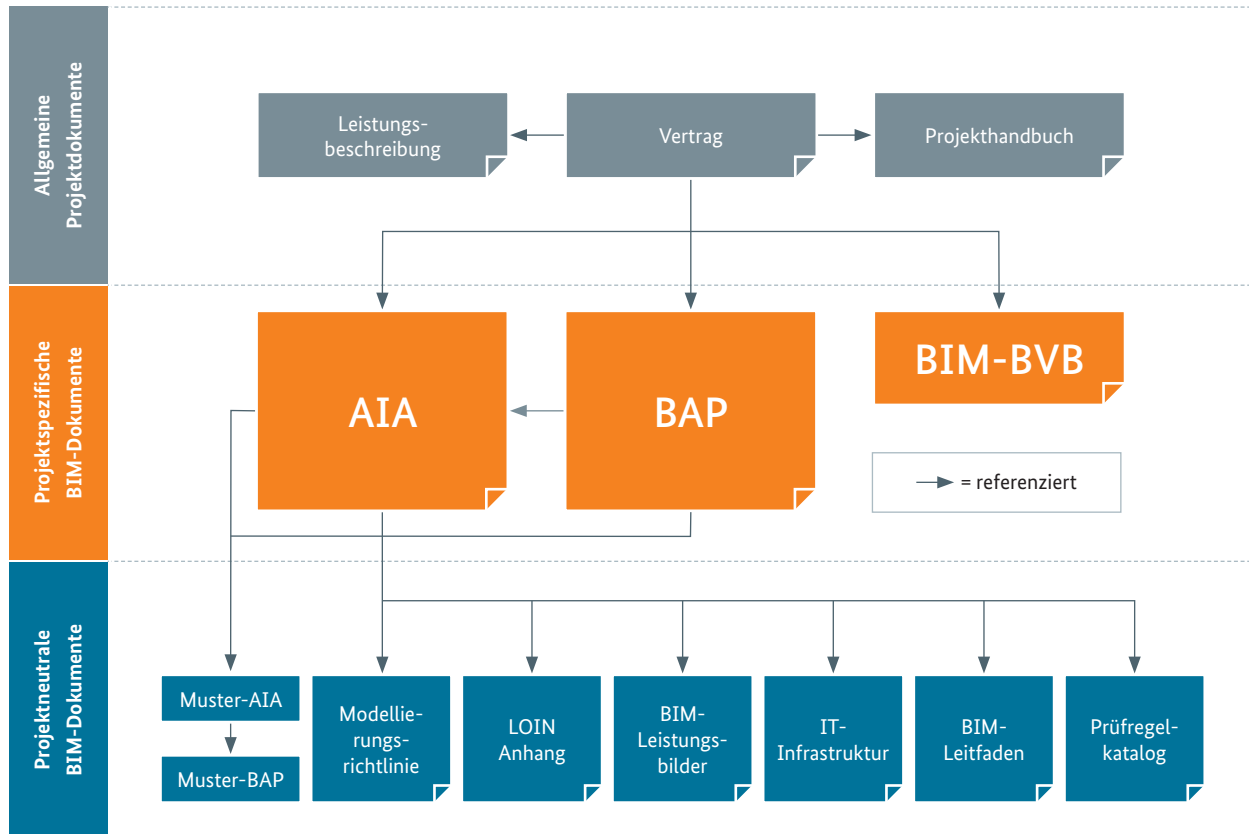 Allgemeine
Projektdokumente
Leistungs-
beschreibung
Vertrag
Projekthandbuch
Projektspezifische
BIM-Dokumente
AIA
BAP
BIM-BVB
= referenziert
Projektneutrale
BIM-Dokumente
Muster-AIA
Muster-BAP
Modellie-
rungs-
richtlinie
LOIN
Anhang
BIM-
Leistungs-
bilder
IT-
Infrastruktur
BIM-
Leitfaden
Prüfregel-
katalog